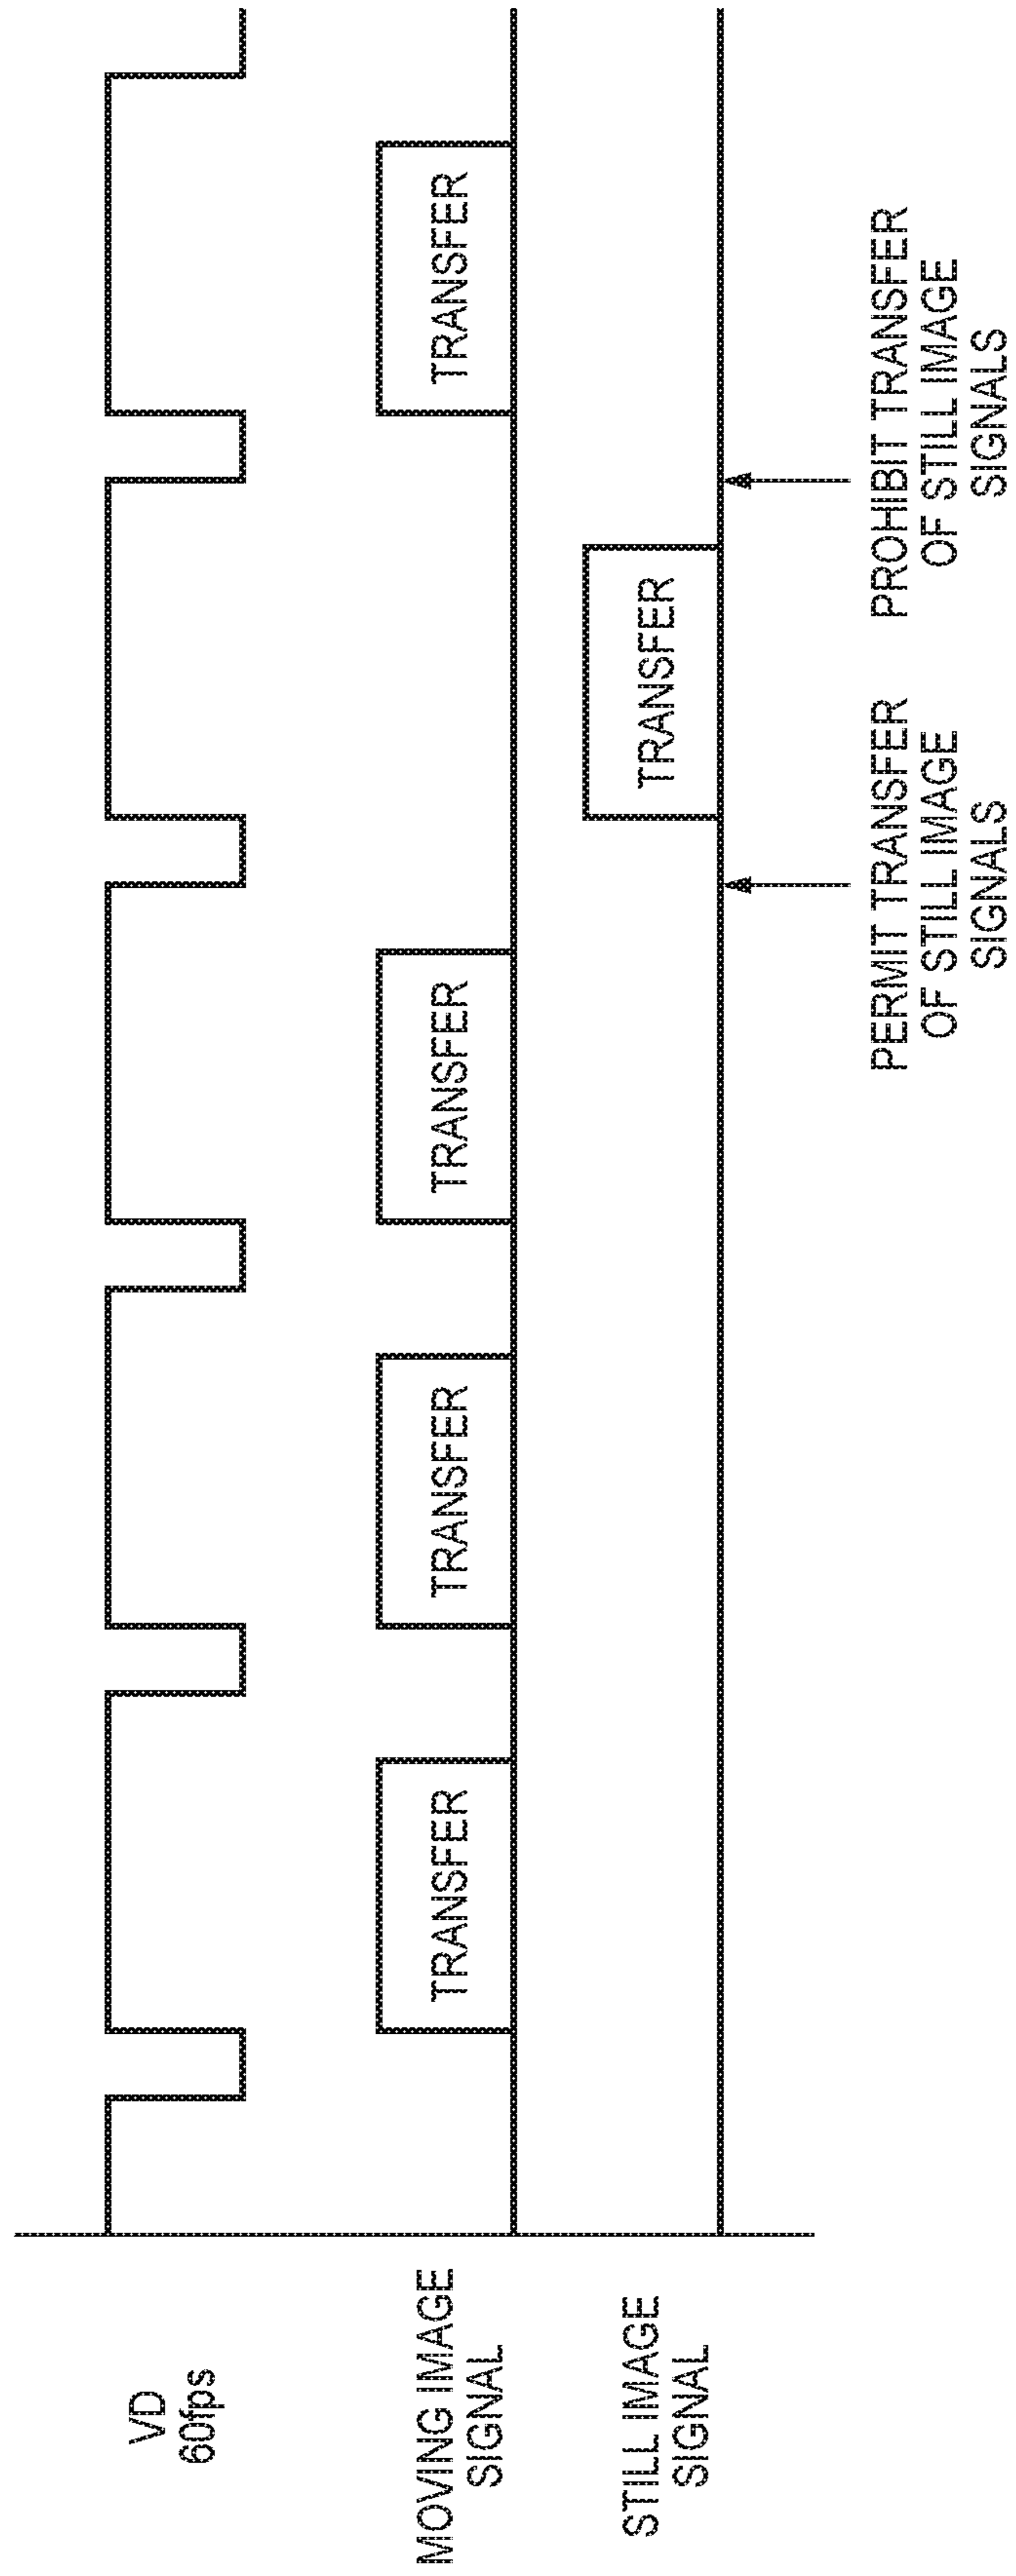 VD
60fps
MOVING IMAGE
SIGNAL
TRANSFER
TRANSFER
TRANSFER
TRANSFER
STILL IMAGE
SIGNAL
TRANSFER
PERMIT TRANSFER
OF STILL IMAGE
SIGNALS
PROHIBIT TRANSFER
OF STILL IMAGE
SIGNALS